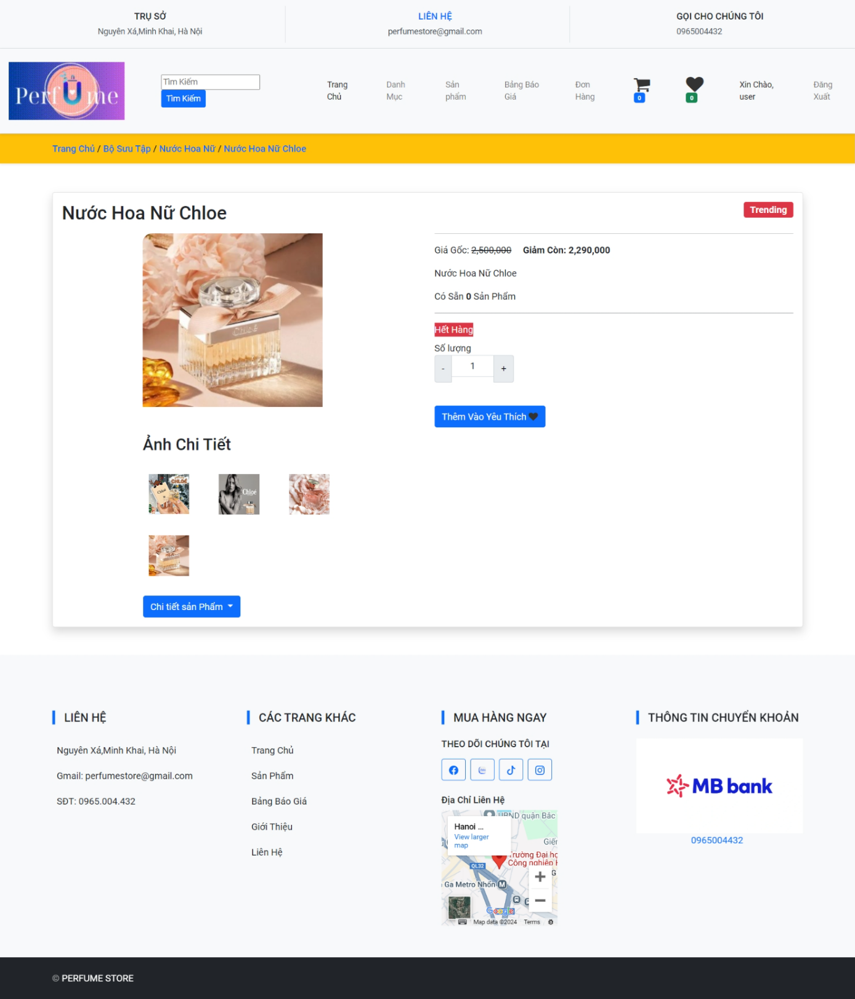 TRỤ SỞ
Nguyên Xá,Minh Khai, Hà Nội
LIÊN HỆ
perfumestore@gmail.com
GỌI CHO CHÚNG TÔI
0965004432
Perfume
Tìm Kiếm
Tìm Kiếm
Trang Chủ
Danh Mục
Sản phẩm
Bảng Báo Giá
Đơn Hàng
0
0
Xin Chào, user
Đăng Xuất
Trang Chủ / Bộ Sưu Tập / Nước Hoa Nữ / Nước Hoa Nữ Chloe
Nước Hoa Nữ Chloe
Trending
Chloé
Giá Gốc: 2,500,000 Giảm Còn: 2,290,000
Nước Hoa Nữ Chloe
Có Sẵn 0 Sản Phẩm
Hết Hàng
Số lượng
- 1 +
Thêm Vào Yêu Thích
Ảnh Chi Tiết
CHLOÉ
Chloé
Chloé
Chi tiết sản Phẩm
LIÊN HỆ
Nguyên Xá,Minh Khai, Hà Nội
Gmail: perfumestore@gmail.com
SĐT: 0965.004.432
CÁC TRANG KHÁC
Trang Chủ
Sản Phẩm
Bảng Báo Giá
Giới Thiệu
Liên Hệ
MUA HÀNG NGAY
THEO DÕI CHÚNG TÔI TẠI
Địa Chỉ Liên Hệ
UBND quận Bắc
Hanoi ...
View larger
map
Giến
Trường Đại học
Công nghiệp H
QL32
G
Ga Metro Nhổn M
Google
Map data ©2024 Terms
THÔNG TIN CHUYỂN KHOẢN
MB bank
0965004432
© PERFUME STORE